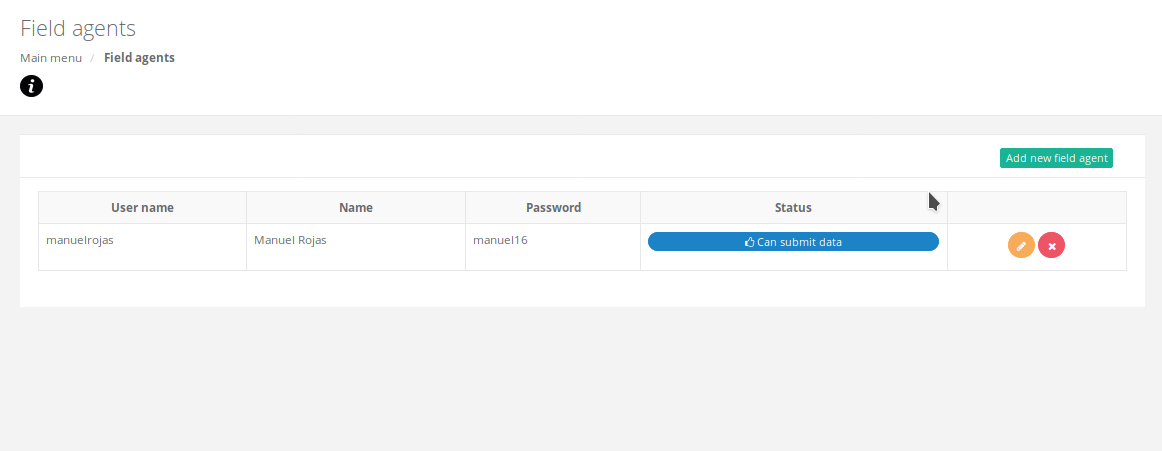 Field agents
Main menu / Field agents
i
Add new field agent
User name Name Password Status
manuelrojas Manuel Rojas manuel16 Can submit data